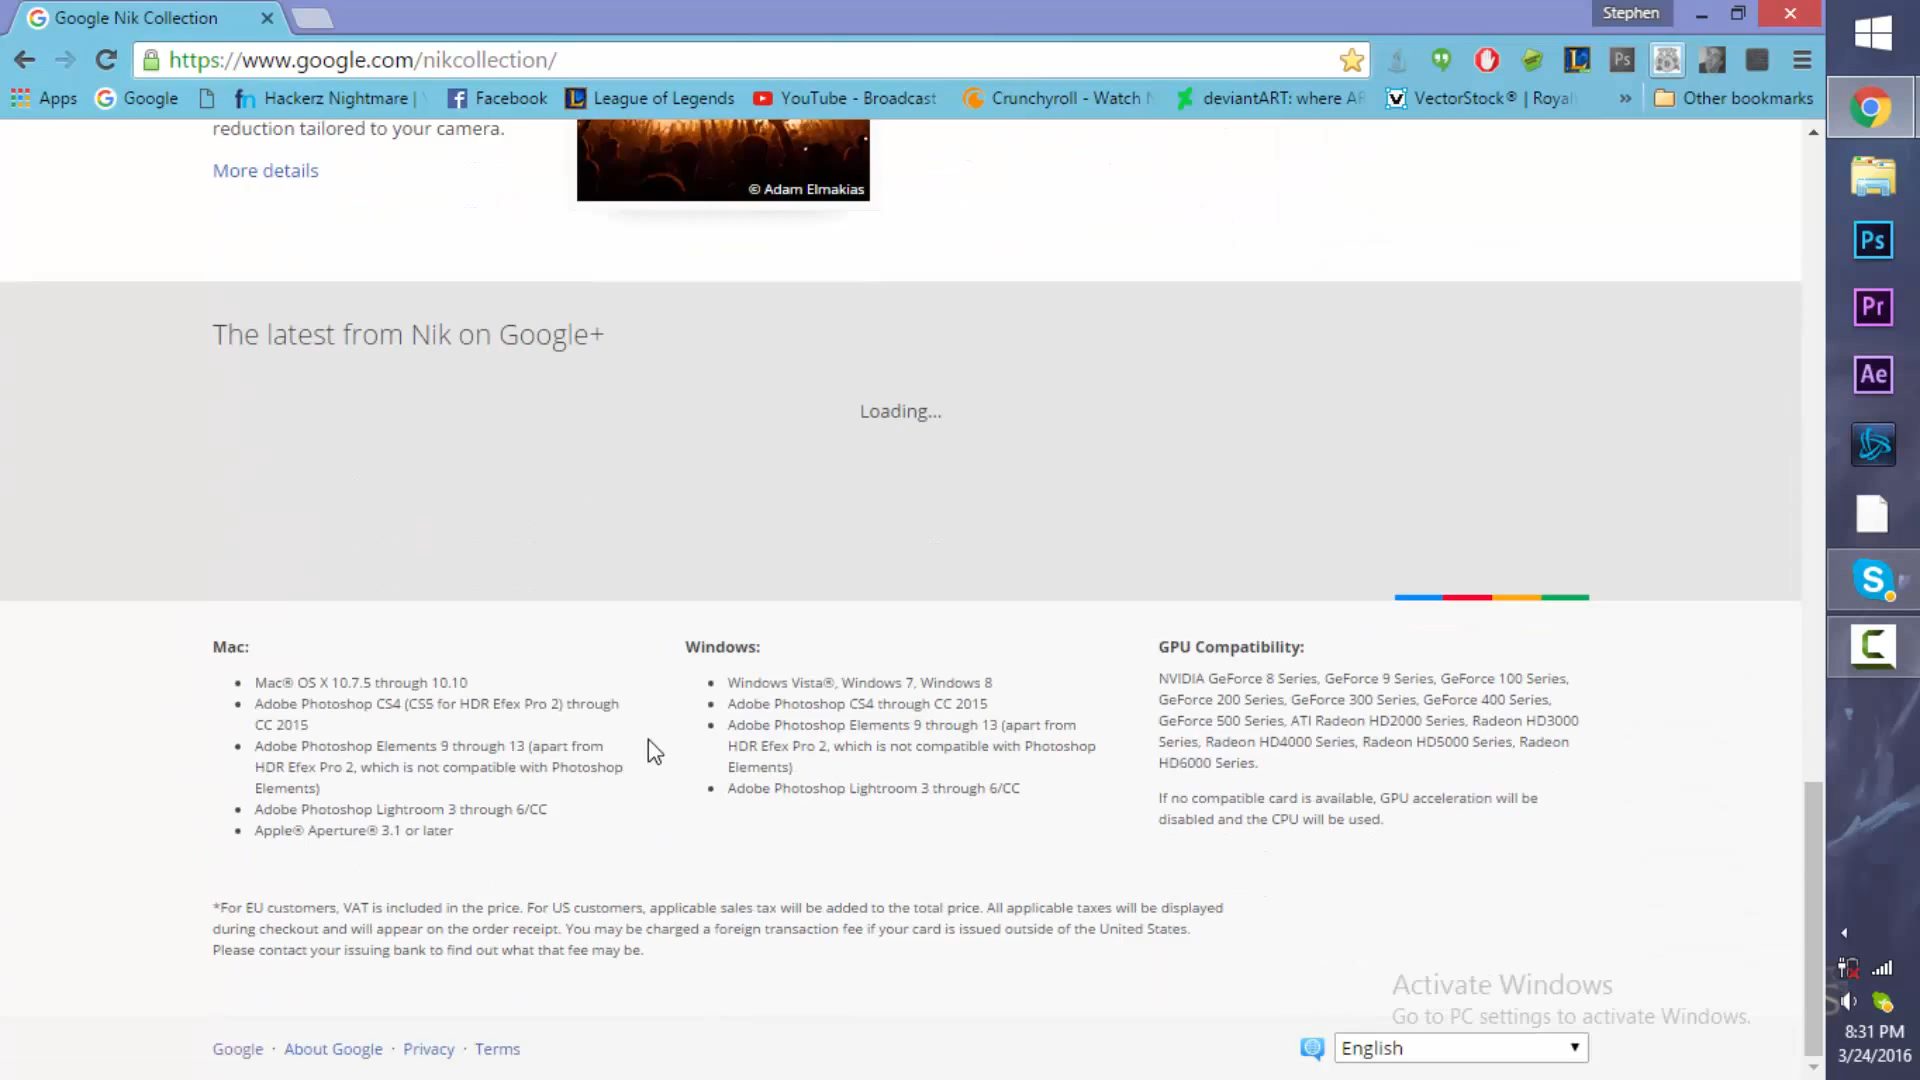 Google Nik Collection
Stephen
https://www.google.com/nikcollection/
Apps
Google
Hackerz Nightmare |
Facebook
League of Legends
YouTube - Broadcast
Crunchyroll - Watch
deviantART: where
VectorStock® |
»
Other bookmarks
reduction tailored to your camera.
More details
© Adam Elmakias
The latest from Nik on Google+
Loading...
Mac:
Mac® OS X 10.7.5 through 10.10
Adobe Photoshop CS4 (CS5 for HDR Efex Pro 2) through
CC 2015
Adobe Photoshop Elements 9 through 13 (apart from
HDR Efex Pro 2, which is not compatible with Photoshop
Elements)
Adobe Photoshop Lightroom 3 through 6/CC
Apple® Aperture® 3.1 or later
Windows:
Windows Vista®, Windows 7, Windows 8
Adobe Photoshop CS4 through CC 2015
Adobe Photoshop Elements 9 through 13 (apart from
HDR Efex Pro 2, which is not compatible with Photoshop
Elements)
Adobe Photoshop Lightroom 3 through 6/CC
GPU Compatibility:
NVIDIA GeForce 8 Series, GeForce 9 Series, GeForce 100 Series,
GeForce 200 Series, GeForce 300 Series, GeForce 400 Series,
GeForce 500 Series, ATI Radeon HD2000 Series, Radeon HD3000
Series, Radeon HD4000 Series, Radeon HD5000 Series, Radeon
HD6000 Series.
If no compatible card is available, GPU acceleration will be
disabled and the CPU will be used.
*For EU customers, VAT is included in the price. For US customers, applicable sales tax will be added to the total price. All applicable taxes will be displayed
during checkout and will appear on the order receipt. You may be charged a foreign transaction fee if your card is issued outside of the United States.
Please contact your issuing bank to find out what that fee may be.
Activate Windows
Go to PC settings to activate Windows.
Google · About Google · Privacy · Terms
English
Ps
Ps
Pr
Ae
S
C
8:31 PM
3/24/2016